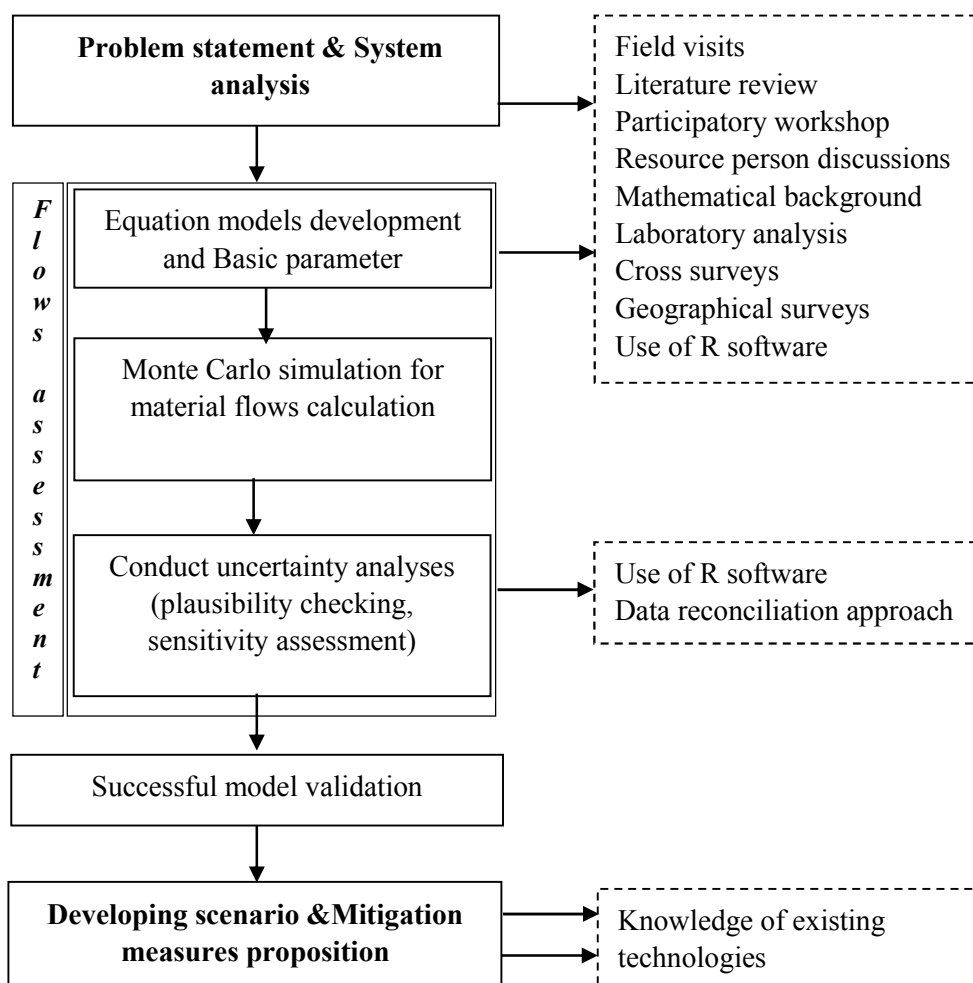 Problem statement & System
analysis
Field visits
Literature review
Participatory workshop
Resource person discussions
Mathematical background
Laboratory analysis
Cross surveys
Geographical surveys
Use of R software
Flows assessment
Equation models development
and Basic parameter
Monte Carlo simulation for
material flows calculation
Conduct uncertainty analyses
(plausibility checking,
sensitivity assessment)
Use of R software
Data reconciliation approach
Successful model validation
Developing scenario &Mitigation
measures proposition
Knowledge of existing
technologies